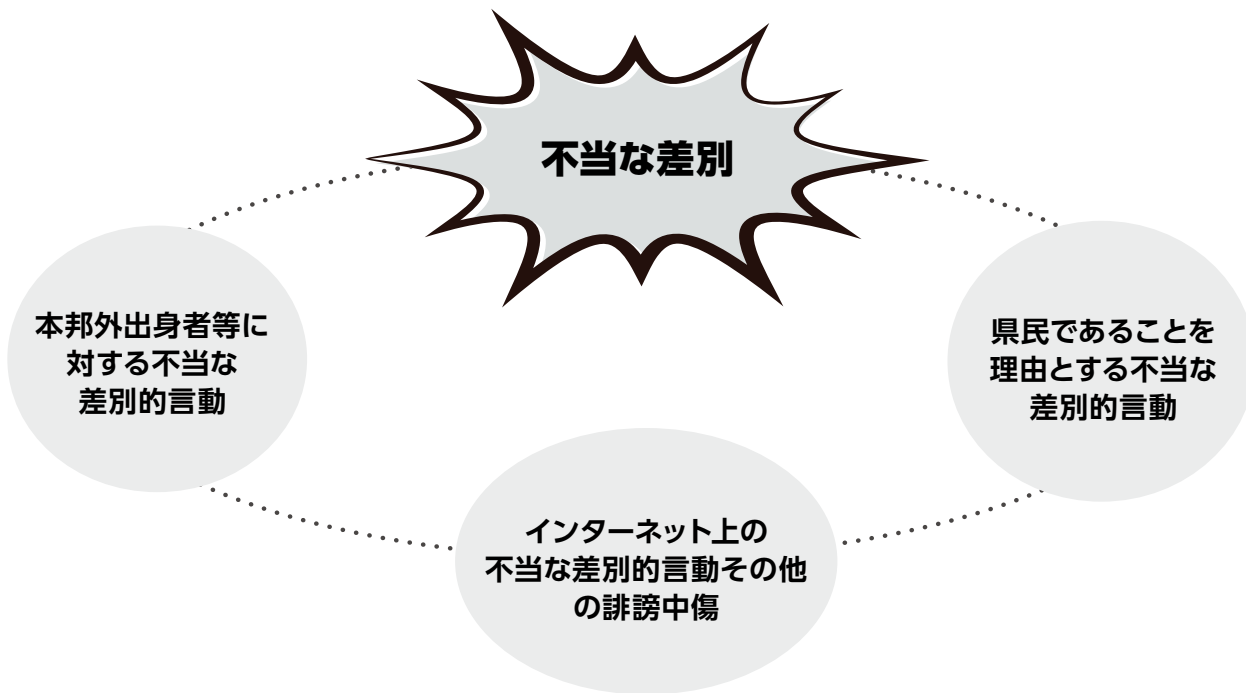 不当な差別
本邦外出身者等に
対する不当な
差別的言動
県民であることを
理由とする不当な
差別的言動
インターネット上の
不当な差別的言動その他
の誹謗中傷